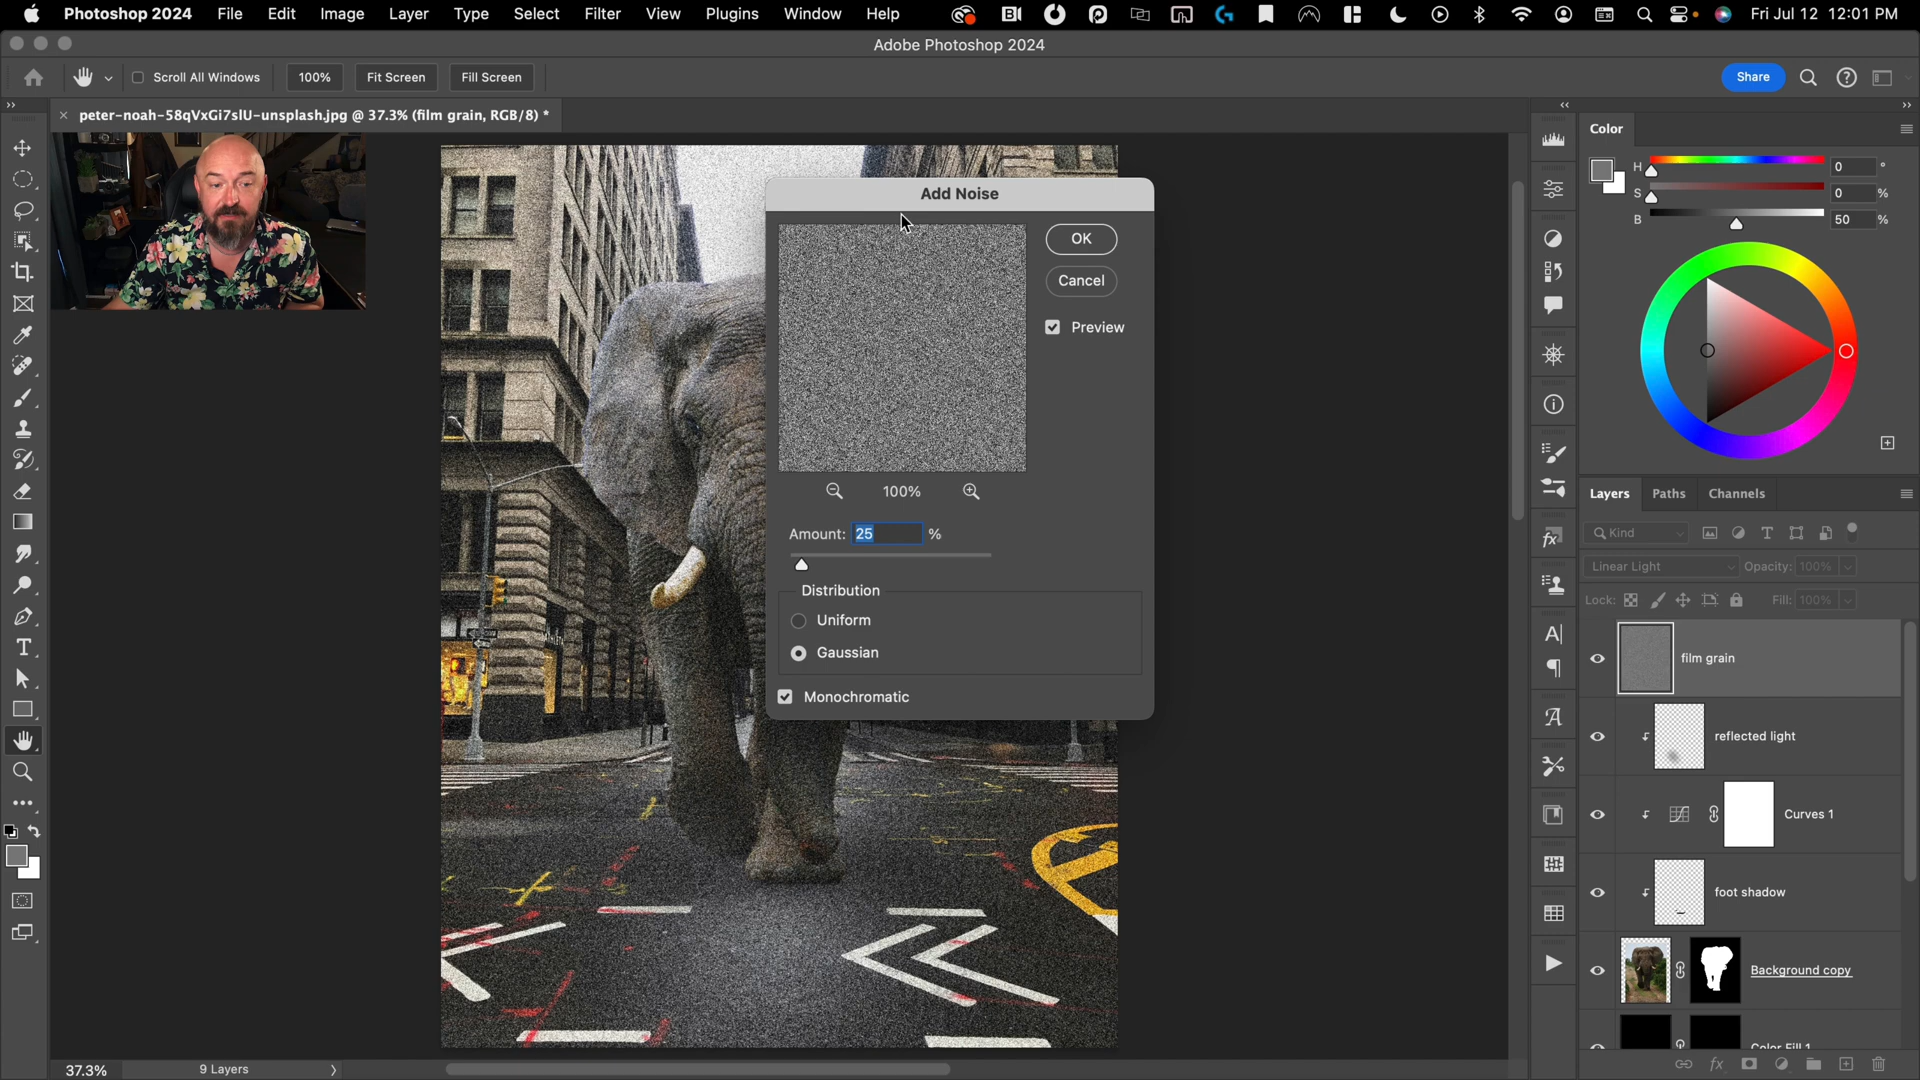 Photoshop 2024 File Edit Image Layer Type Select Filter View Plugins Window Help Fri Jul 12 12:01 PM
Adobe Photoshop 2024
Scroll All Windows 100% Fit Screen Fill Screen Share
peter-noah-58qVxGi7slU-unsplash.jpg @ 37.3% (film grain, RGB/8) *
Add Noise
OK
Cancel
Preview
100%
Amount: 25 %
Distribution
Uniform
Gaussian
Monochromatic
Color
H 0 °
S 0 %
B 50 %
Layers Paths Channels
Kind
Linear Light Opacity: 100%
Lock: Fill: 100%
film grain
reflected light
Curves 1
foot shadow
Background copy
Color Fill 1
37.3% 9 Layers